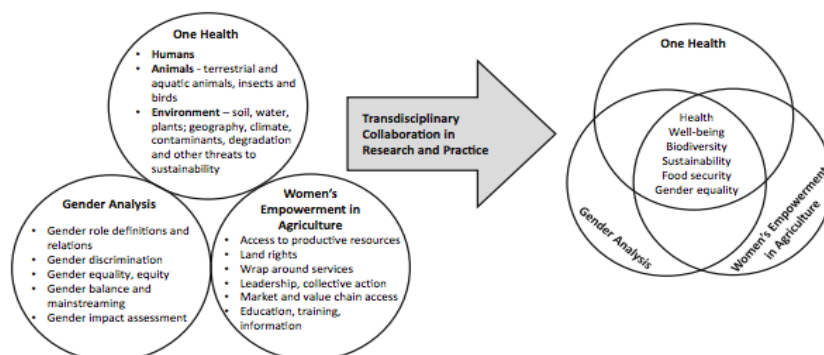 One Health
• Humans
• Animals - terrestrial and
aquatic animals, insects and
birds
• Environment – soil, water,
plants; geography, climate,
contaminants, degradation
and other threats to
sustainability
Gender Analysis
• Gender role definitions and
relations
• Gender discrimination
• Gender equality, equity
• Gender balance and
mainstreaming
• Gender impact assessment
Women's
Empowerment in
Agriculture
• Access to productive resources
• Land rights
• Wrap around services
• Leadership, collective action
• Market and value chain access
• Education, training,
information
Transdisciplinary
Collaboration in
Research and Practice
One Health
Health
Well-being
Biodiversity
Sustainability
Food security
Gender equality
Gender Analysis
Women's Empowerment
in Agriculture